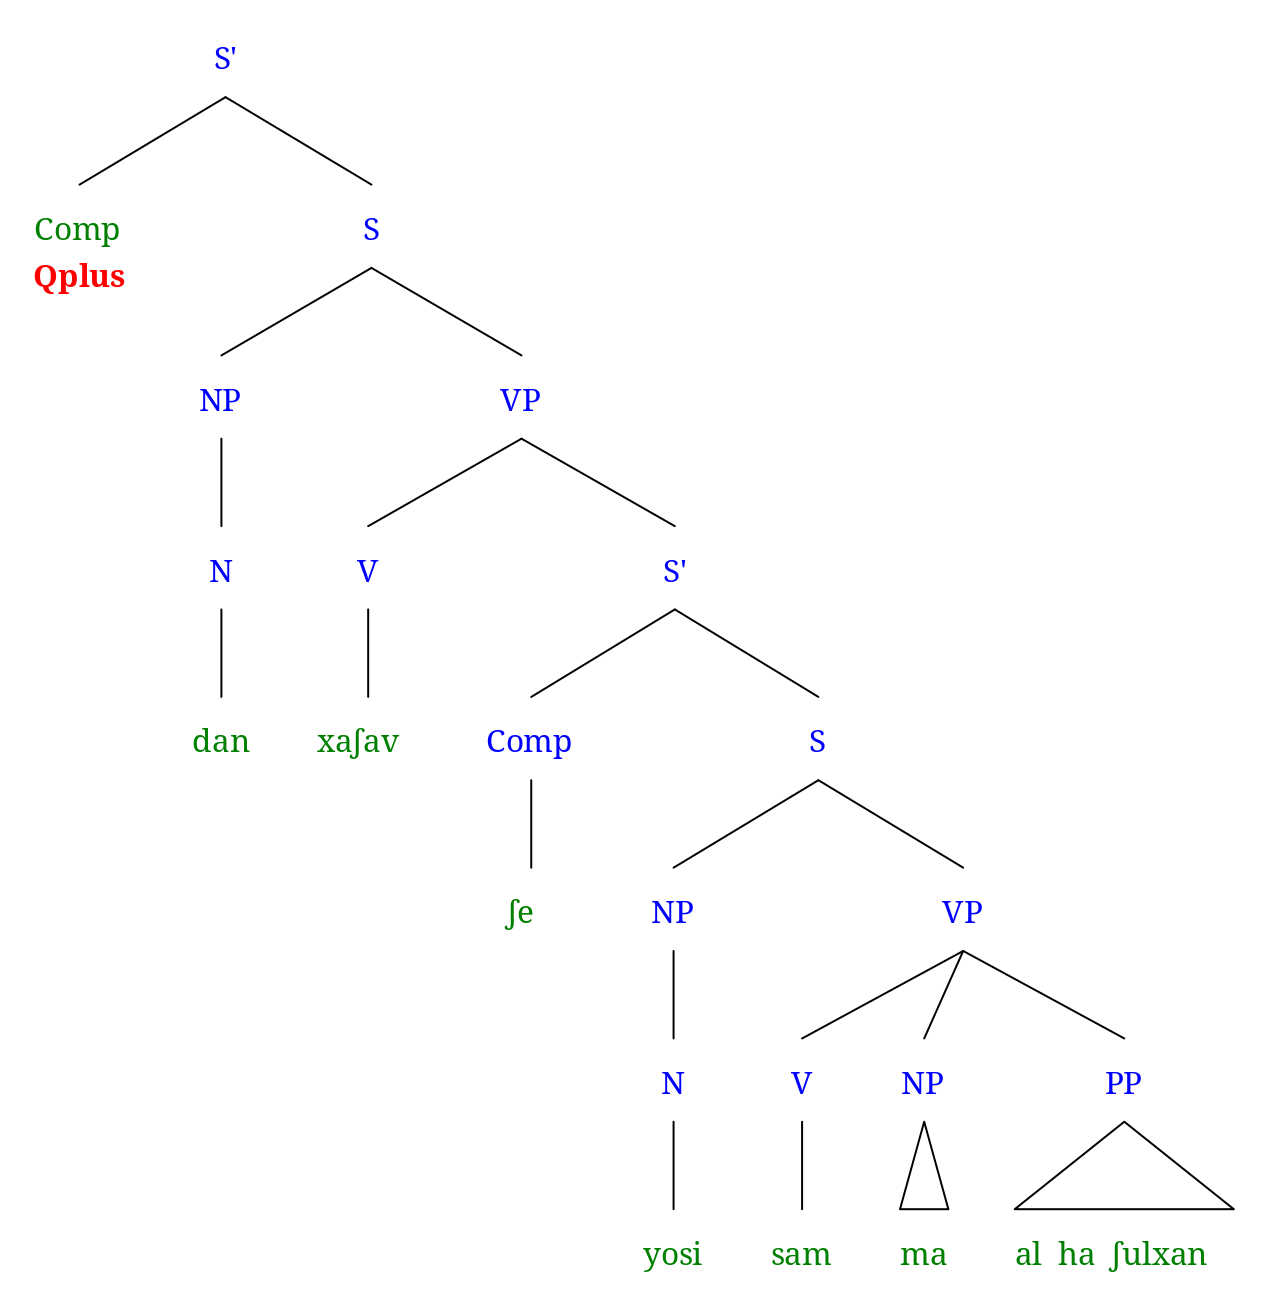 S'
Comp S
Qplus
NP VP
N V S'
dan xaʃav Comp S
ʃe NP VP
N V NP PP
yosi sam ma al ha ʃulxan